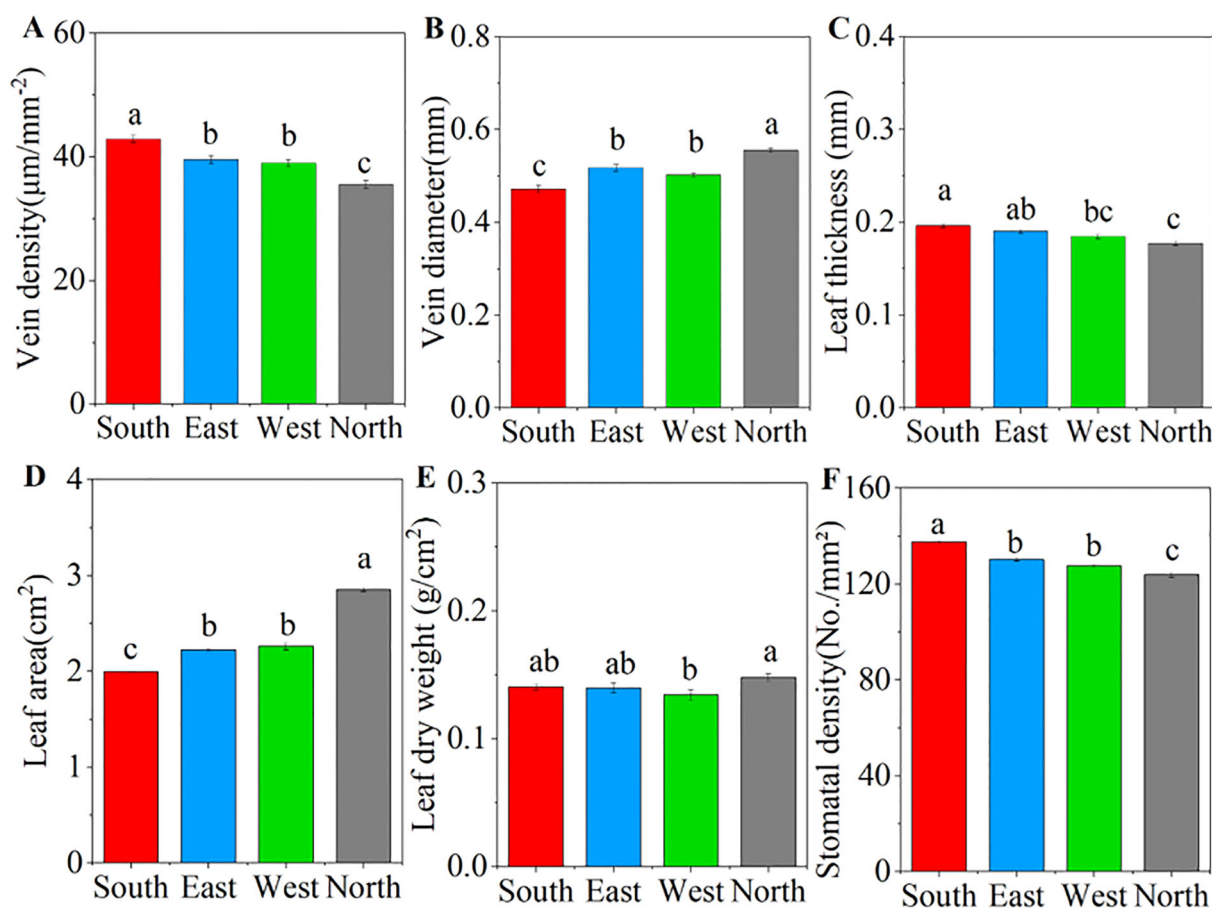 A
Vein density(μm/mm⁻²)
60
40
20
0
a
b
b
c
South East West North
B
Vein diameter(mm)
0.8
0.6
0.4
0.2
0.0
c
b
b
a
South East West North
C
Leaf thickness (mm)
0.4
0.3
0.2
0.1
0.0
a
ab
bc
c
South East West North
D
Leaf area(cm²)
4
3
2
1
0
c
b
b
a
South East West North
E
Leaf dry weight (g/cm²)
0.3
0.2
0.1
0.0
ab
ab
b
a
South East West North
F
Stomatal density(No./mm²)
160
120
80
40
0
a
b
b
c
South East West North